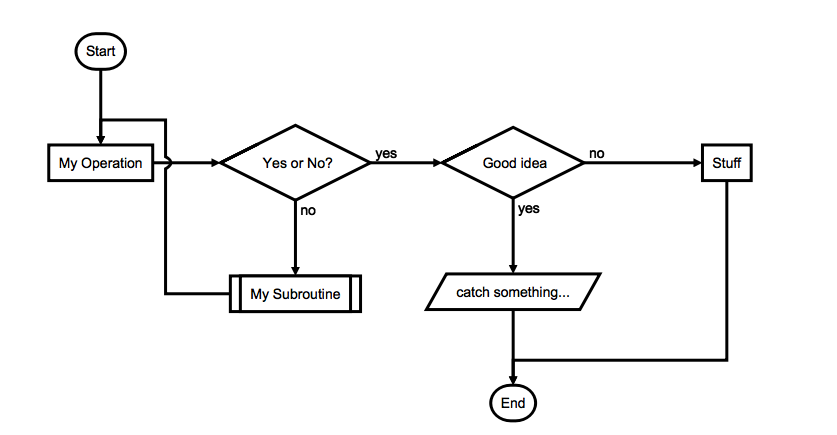 Start
My Operation
Yes or No?
yes
Good idea
no
Stuff
no
yes
My Subroutine
catch something...
End